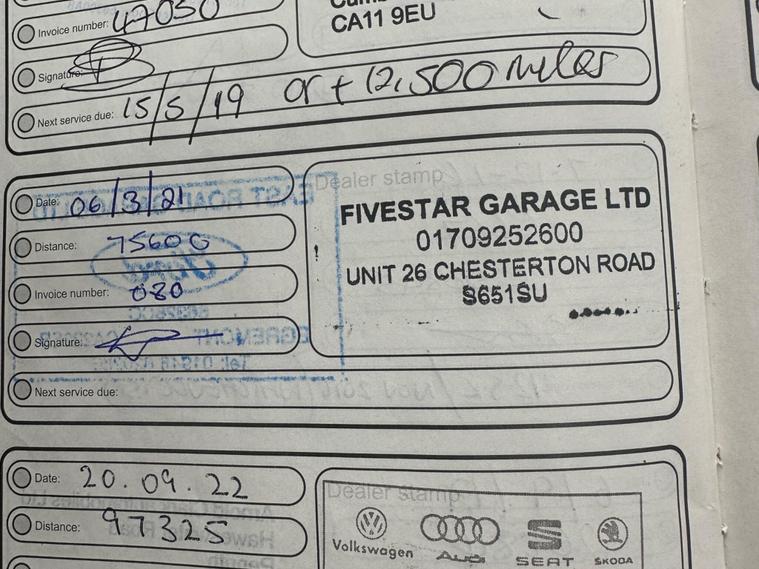 Invoice number: 47050
CA11 9EU
Signature:
Next service due: 15/5/19 or + 12,500 miles
Date: 06/3/21
Dealer stamp
FIVESTAR GARAGE LTD
01709252600
UNIT 26 CHESTERTON ROAD
S651SU
Distance: 75600
Invoice number: 080
Signature:
Next service due:
Date: 20.09.22
Dealer stamp
Distance: 97325
Volkswagen
Audi
SEAT
ŠKODA